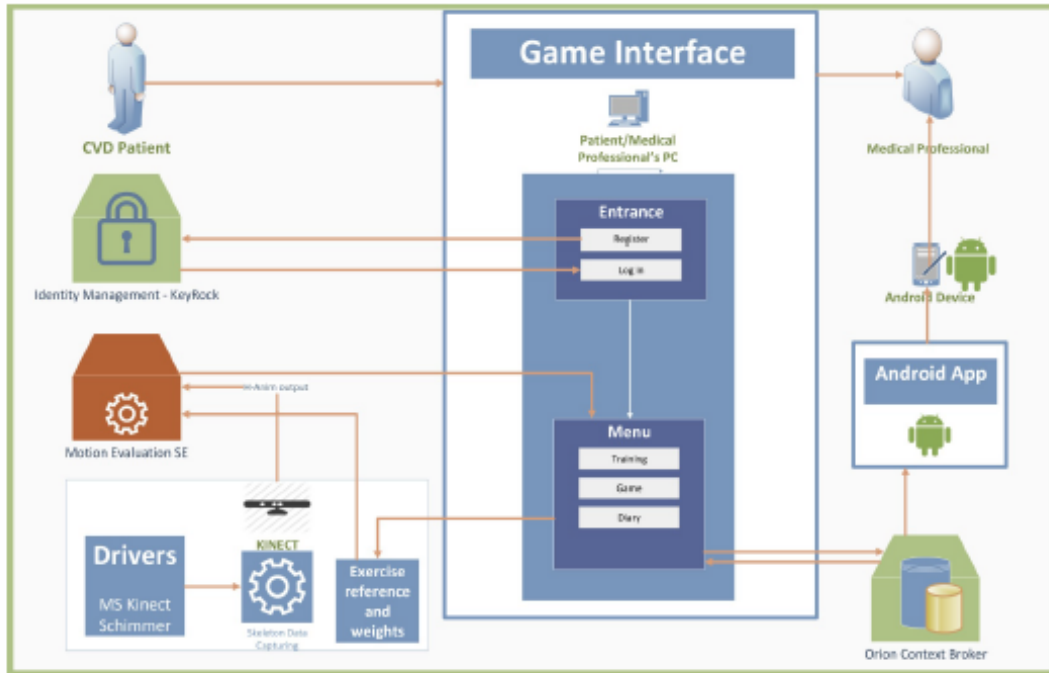 Game Interface
Patient/Medical
Professional's PC
CVD Patient
Medical Professional
Entrance
Register
Log in
Identity Management - KeyRock
Android Device
Android App
Anim output
Motion Evaluation SE
Menu
Training
Game
Diary
KINECT
Drivers
MS Kinect
Schimmer
Skeleton Data
Capturing
Exercise
reference
and
weights
Orion Context Broker